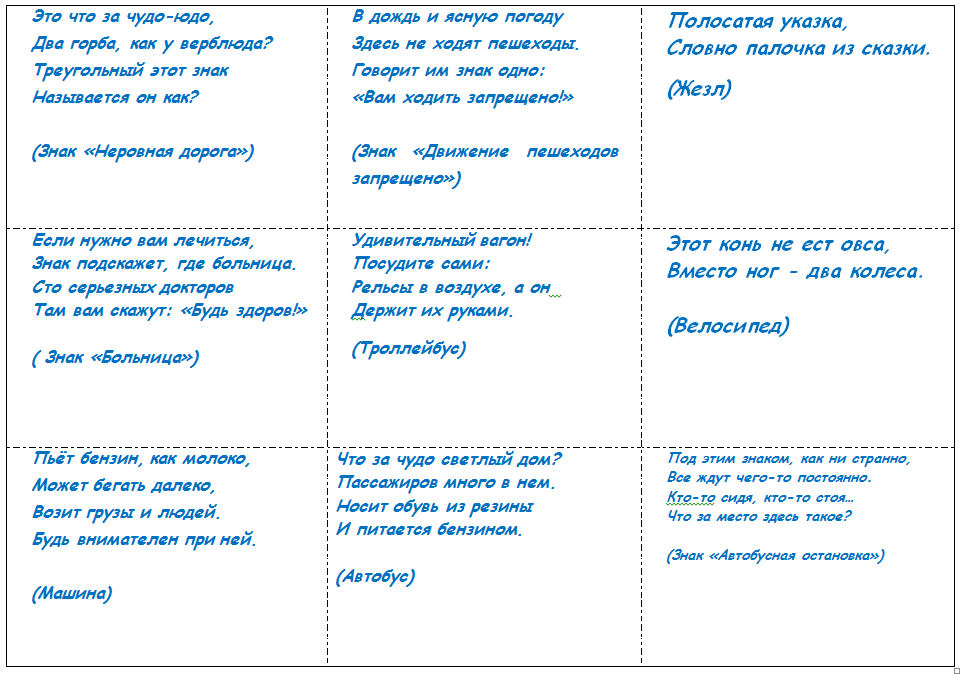 Это что за чудо-юдо,
Два горба, как у верблюда?
Треугольный этот знак
Называется он как?
(Знак «Неровная дорога»)
В дождь и ясную погоду
Здесь не ходят пешеходы.
Говорит им знак одно:
«Вам ходить запрещено!»
(Знак «Движение пешеходов
запрещено»)
Полосатая указка,
Словно палочка из сказки.
(Жезл)
Если нужно вам лечиться,
Знак подскажет, где больница.
Сто серьезных докторов
Там вам скажут: «Будь здоров!»
( Знак «Больница»)
Удивительный вагон!
Посудите сами:
Рельсы в воздухе, а он
Держит их руками.
(Троллейбус)
Этот конь не ест овса,
Вместо ног – два колеса.
(Велосипед)
Пьёт бензин, как молоко,
Может бегать далеко,
Возит грузы и людей.
Будь внимателен при ней.
(Машина)
Что за чудо светлый дом?
Пассажиров много в нем.
Носит обувь из резины
И питается бензином.
(Автобус)
Под этим знаком, как ни странно,
Все ждут чего-то постоянно.
Кто-то сидя, кто-то стоя…
Что за место здесь такое?
(Знак «Автобусная остановка»)